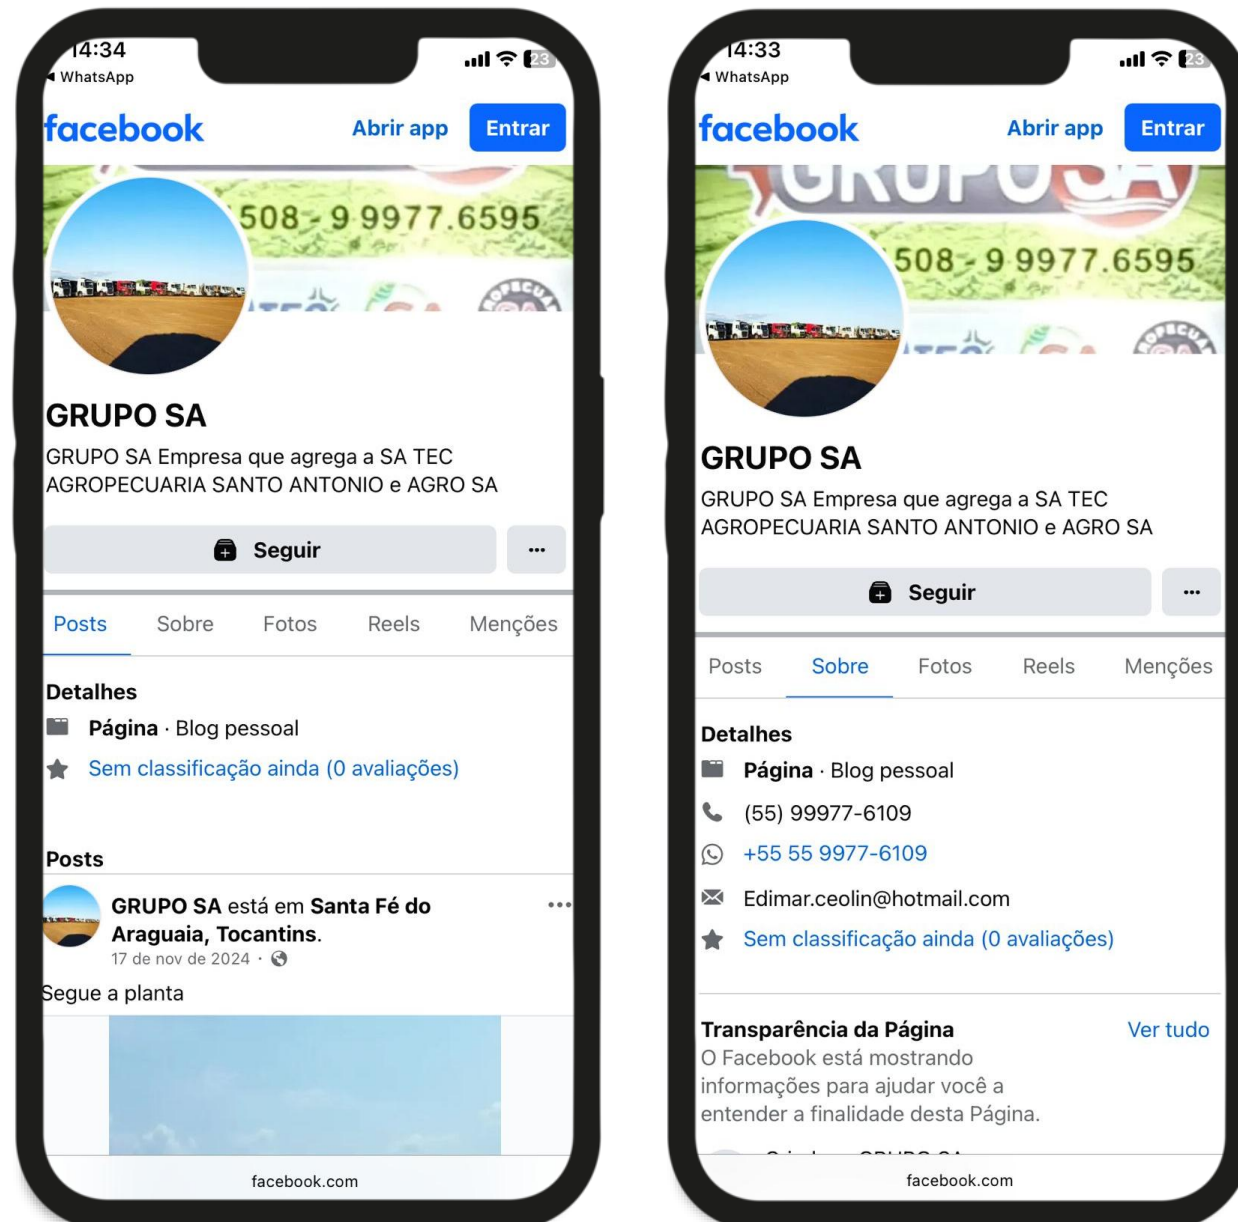 14:34
WhatsApp
23
facebook
Abrir app
Entrar
508 - 9 9977.6595
GRUPO SA
GRUPO SA Empresa que agrega a SA TEC
AGROPECUARIA SANTO ANTONIO e AGRO SA
Seguir
Posts
Sobre
Fotos
Reels
Menções
Detalhes
Página · Blog pessoal
Sem classificação ainda (0 avaliações)
Posts
GRUPO SA está em Santa Fé do
Araguaia, Tocantins.
17 de nov de 2024 ·
Segue a planta
facebook.com
14:33
WhatsApp
23
facebook
Abrir app
Entrar
GRUPO SA
508 - 9 9977.6595
GRUPO SA
GRUPO SA Empresa que agrega a SA TEC
AGROPECUARIA SANTO ANTONIO e AGRO SA
Seguir
Posts
Sobre
Fotos
Reels
Menções
Detalhes
Página · Blog pessoal
(55) 99977-6109
+55 55 9977-6109
Edimar.ceolin@hotmail.com
Sem classificação ainda (0 avaliações)
Transparência da Página
Ver tudo
O Facebook está mostrando
informações para ajudar você a
entender a finalidade desta Página.
facebook.com